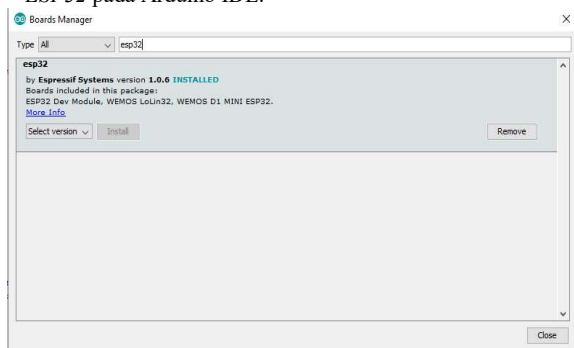 ESP32 pada Arduino IDE.
Boards Manager
Type All esp32
esp32
by Espressif Systems version 1.0.6 INSTALLED
Boards included in this package:
ESP32 Dev Module, WEMOS LoLin32, WEMOS D1 MINI ESP32.
More Info
Select version Install Remove
Close